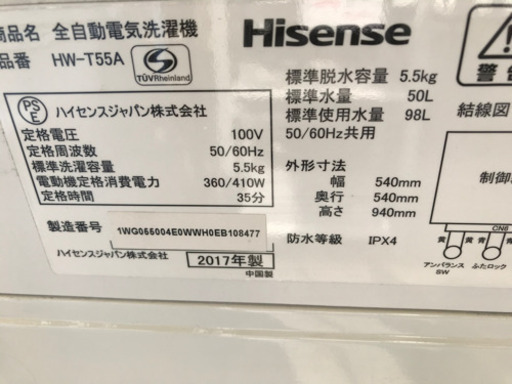 商品名 全自動電気洗濯機
品番 HW-T55A
TÜVRheinland
PSE ハイセンスジャパン株式会社
定格電圧 100V
定格周波数 50/60Hz
標準洗濯容量 5.5kg
電動機定格消費電力 360/410W
定格時間 35分
製造番号 1WG055004E0WWH0EB108477
ハイセンスジャパン株式会社 2017年製
中国製
Hisense
標準脱水容量 5.5kg
標準水量 50L
標準使用水量 98L
50/60Hz共用
外形寸法
幅 540mm
奥行 540mm
高さ 940mm
防水等級 IPX4
警告
結線図
制御
CN8
黄 青 黄 青
アンバランスSW
ふたロック